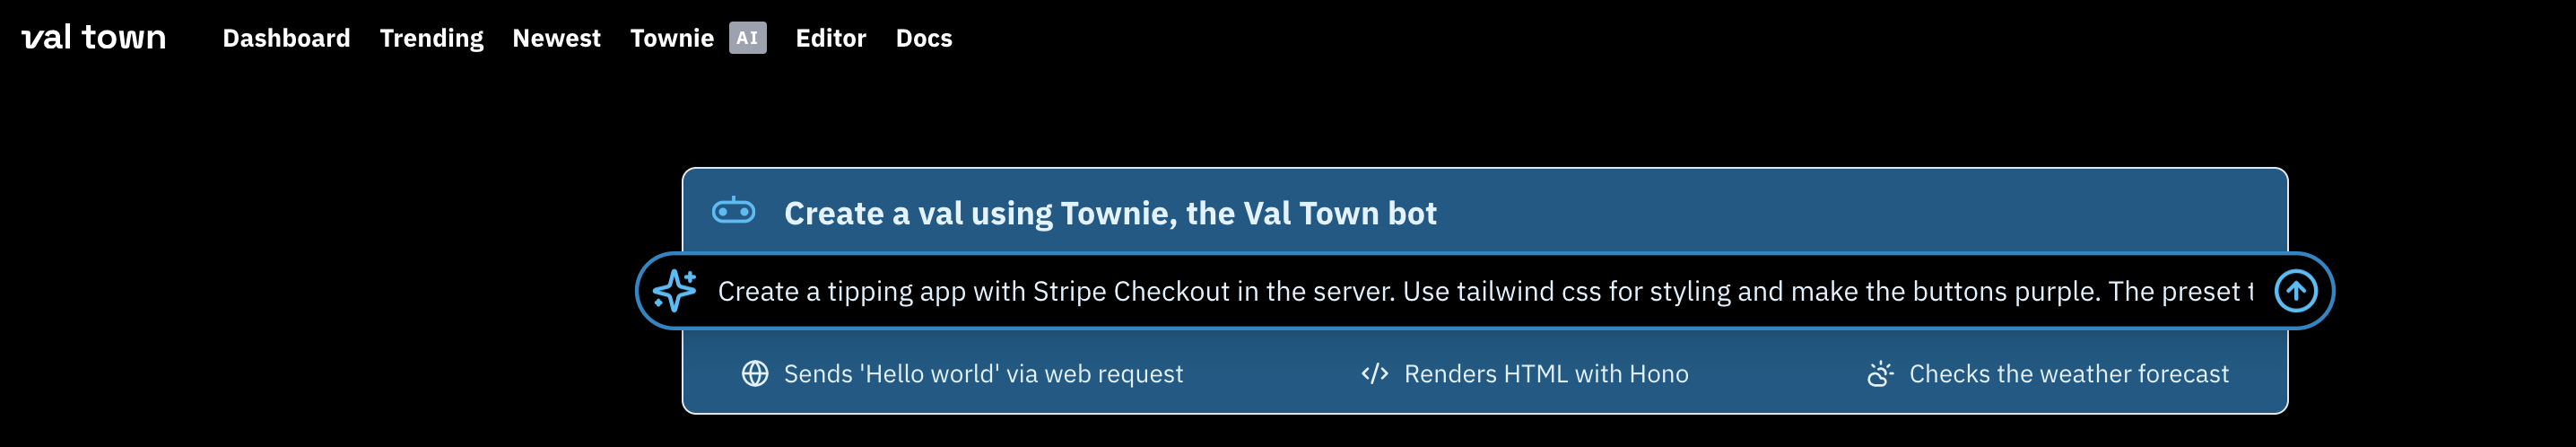 val town Dashboard Trending Newest Townie AI Editor Docs
Create a val using Townie, the Val Town bot
Create a tipping app with Stripe Checkout in the server. Use tailwind css for styling and make the buttons purple. The preset
Sends 'Hello world' via web request
Renders HTML with Hono
Checks the weather forecast